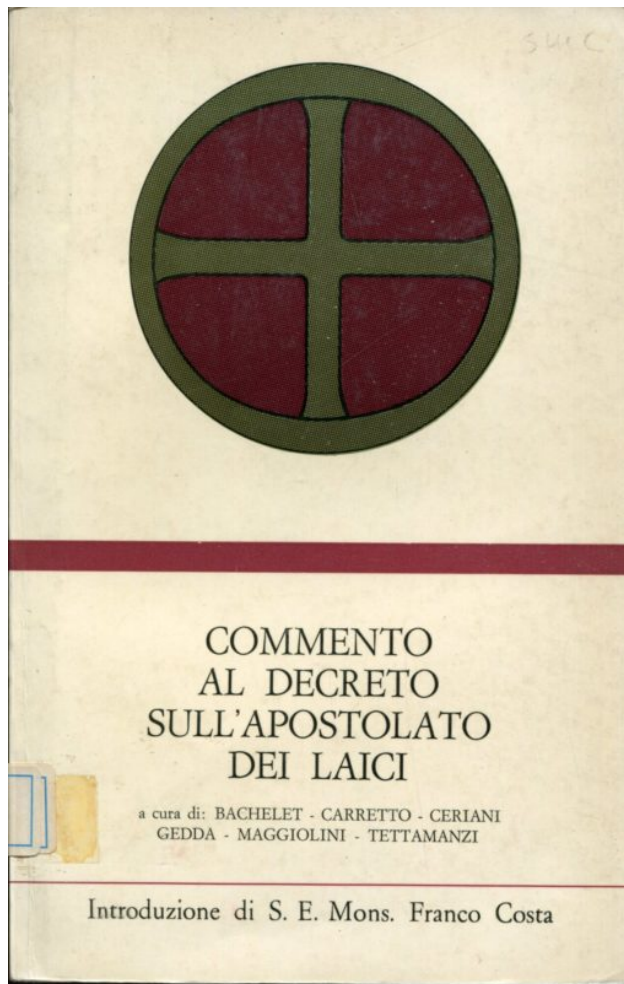 COMMENTO
AL DECRETO
SULL'APOSTOLATO
DEI LAICI
a cura di: BACHELET - CARRETTO - CERIANI
GEDDA - MAGGIOLINI - TETTAMANZI
Introduzione di S. E. Mons. Franco Costa